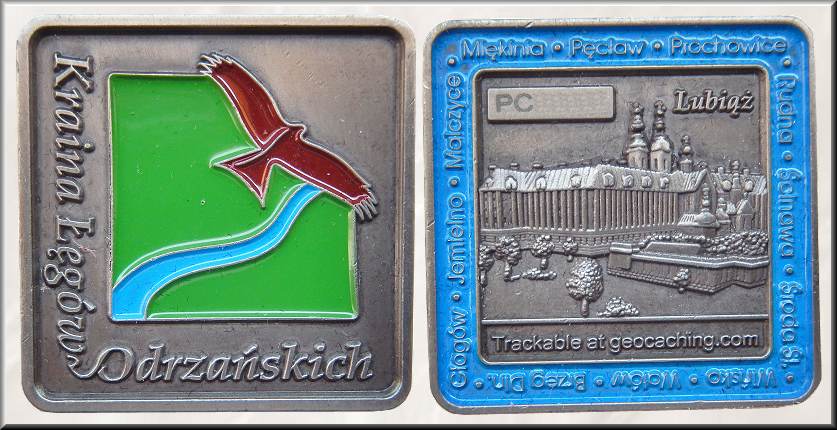 Kraina Łęgów
Odrzańskich
Miękinia • Pęcław • Prochowice •
Rudna • Ścinawa • Środa Śl. •
Wińsko • Wołów • Brzeg Dln. •
Głogów • Jemielno • Malczyce •
PC
Lubiąż
Trackable at geocaching.com